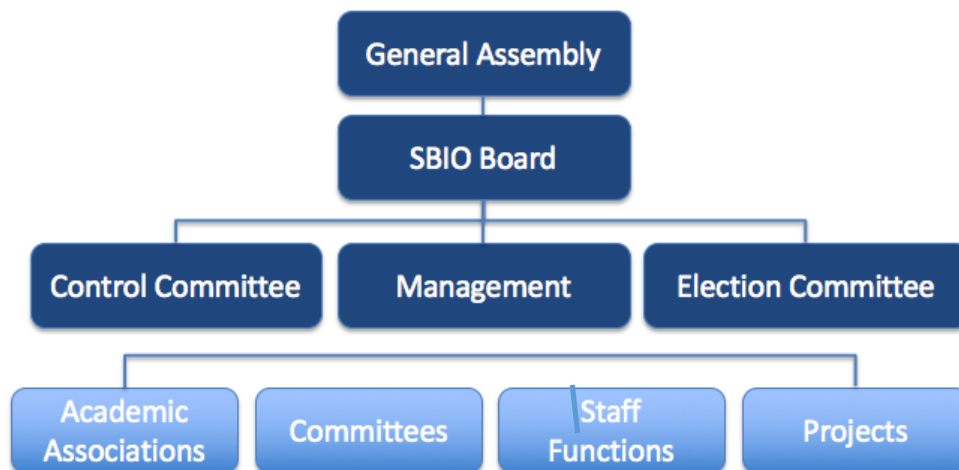 General Assembly
SBIO Board
Control Committee
Management
Election Committee
Academic
Associations
Committees
Staff
Functions
Projects